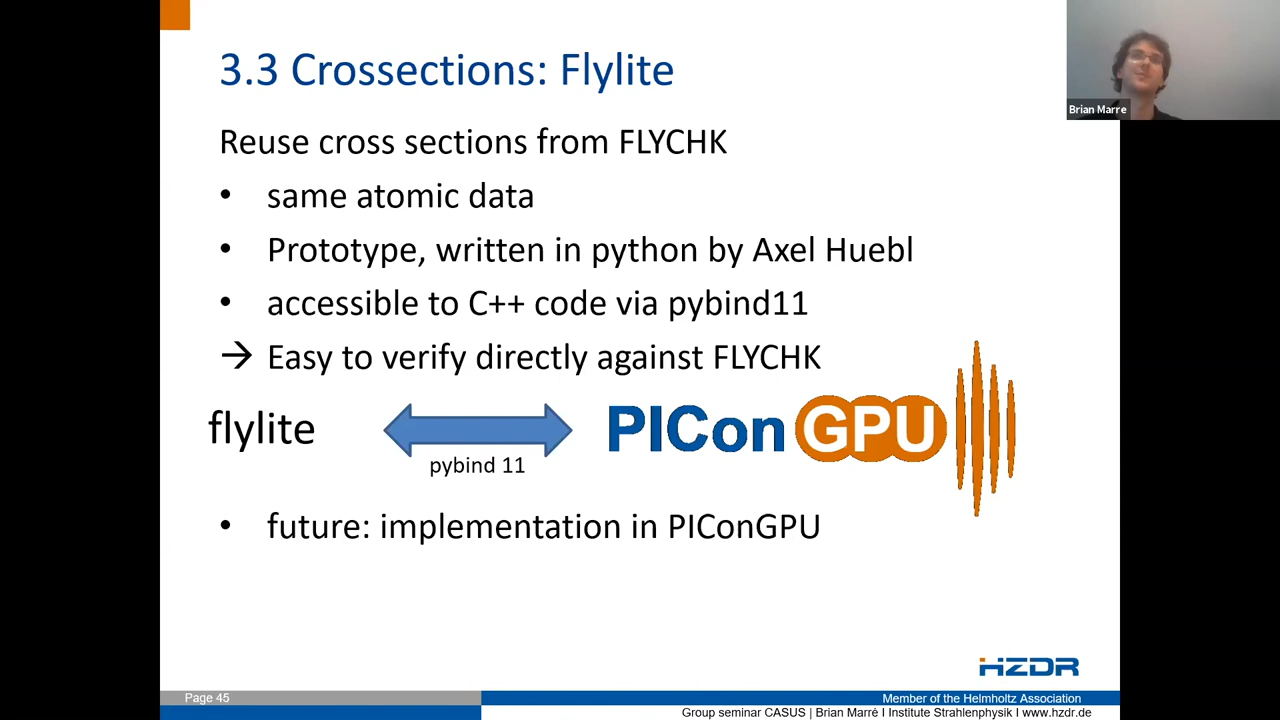 3.3 Crossections: Flylite
Brian Marre
Reuse cross sections from FLYCHK
• same atomic data
• Prototype, written in python by Axel Huebl
• accessible to C++ code via pybind11
→ Easy to verify directly against FLYCHK
flylite
PIConGPU
pybind 11
• future: implementation in PIConGPU
HZDR
Page 45
Member of the Helmholtz Association
Group seminar CASUS | Brian Marré I Institute Strahlenphysik I www.hzdr.de